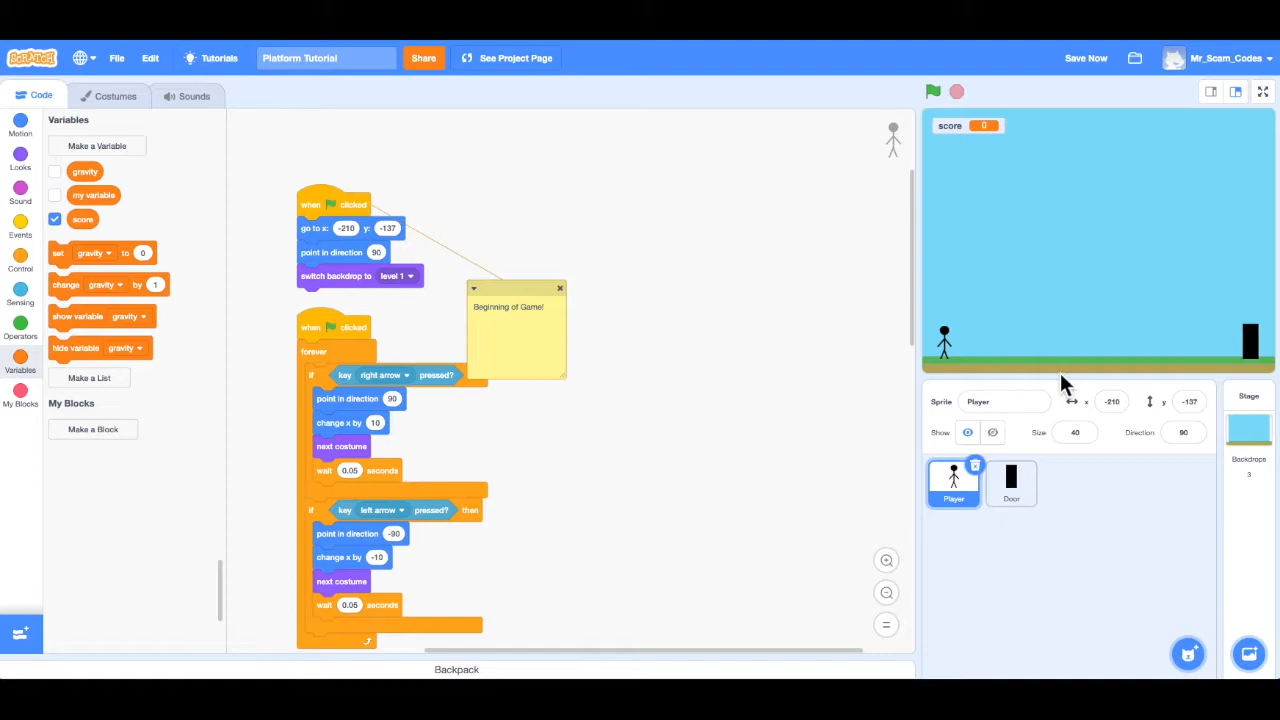 SCRATCH File Edit Tutorials Platform Tutorial Share See Project Page Save Now Mr_Scam_Codes
Code Costumes Sounds
Motion
Looks
Sound
Events
Control
Sensing
Operators
Variables
My Blocks
Variables
Make a Variable
gravity
my variable
score
set gravity to 0
change gravity by 1
show variable gravity
hide variable gravity
Make a List
My Blocks
Make a Block
when clicked
go to x: -210 y: -137
point in direction 90
switch backdrop to level 1
Beginning of Game!
when clicked
forever
if key right arrow pressed?
point in direction 90
change x by 10
next costume
wait 0.05 seconds
if key left arrow pressed? then
point in direction -90
change x by -10
next costume
wait 0.05 seconds
Backpack
score 0
Sprite Player x -210 y -137
Show Size 40 Direction 90
Player
Door
Stage
Backdrops
3